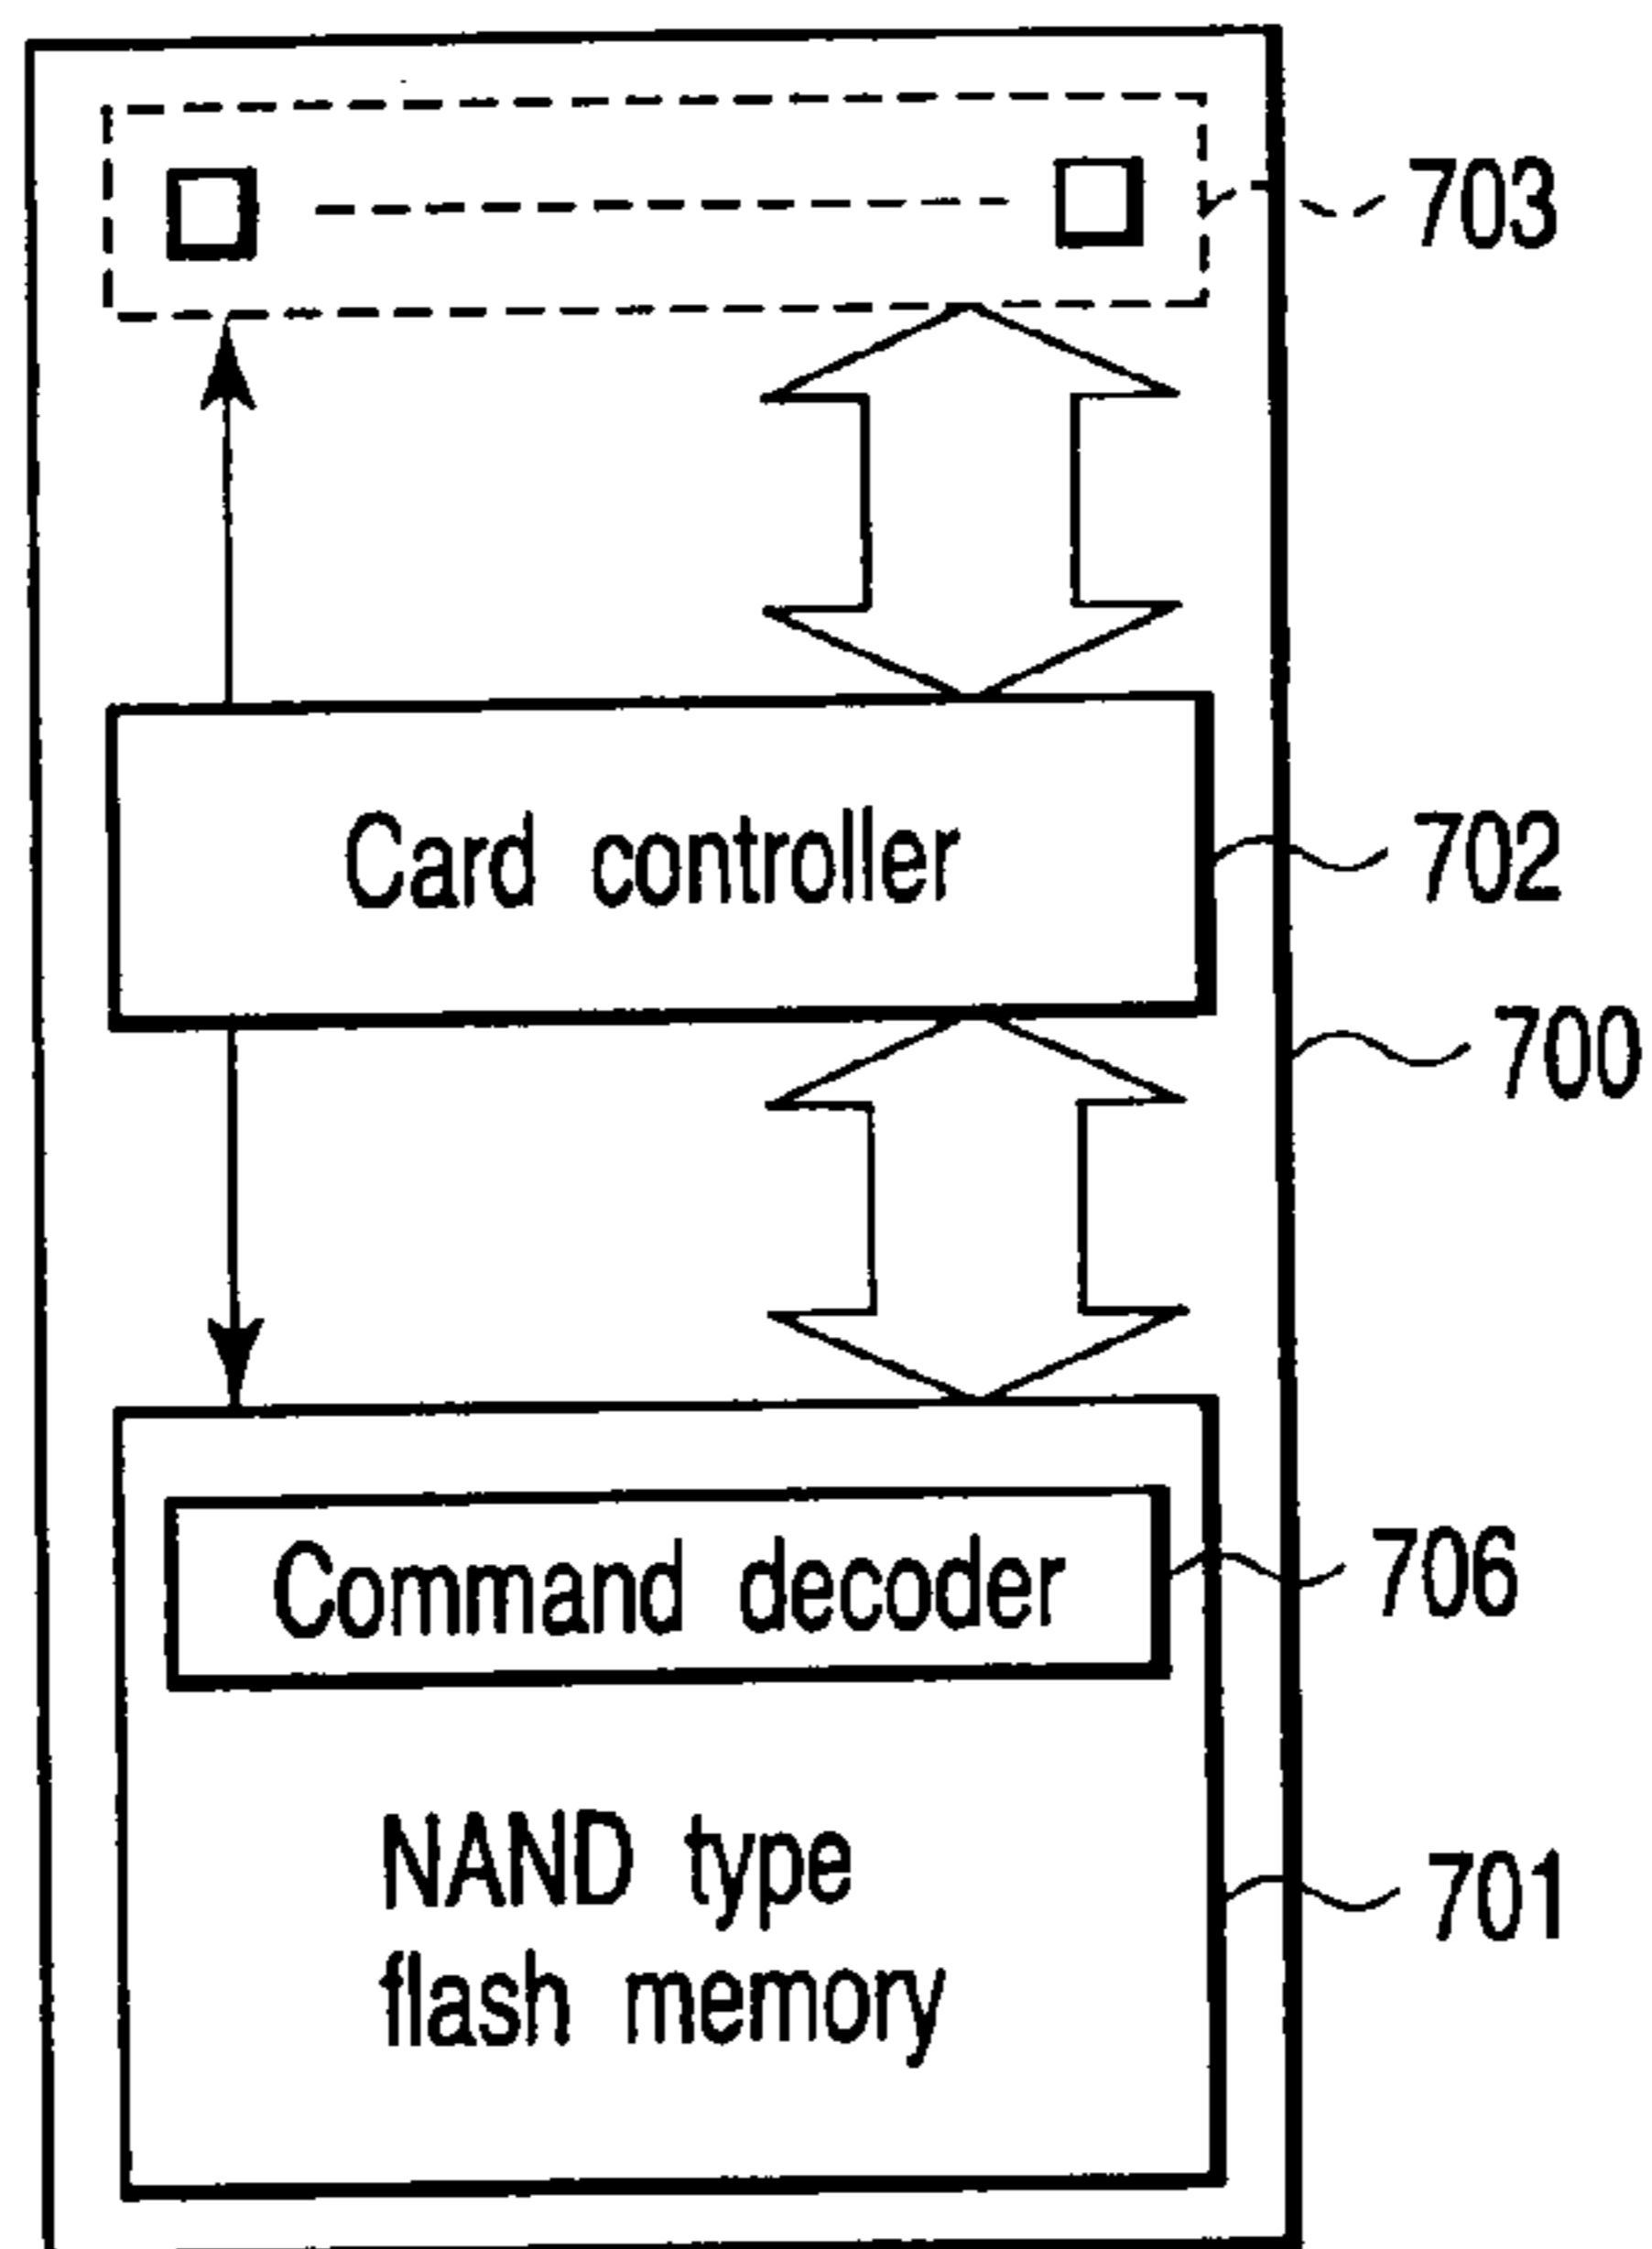 703
Card controller
702
700
Command decoder
706
NAND type
flash memory
701